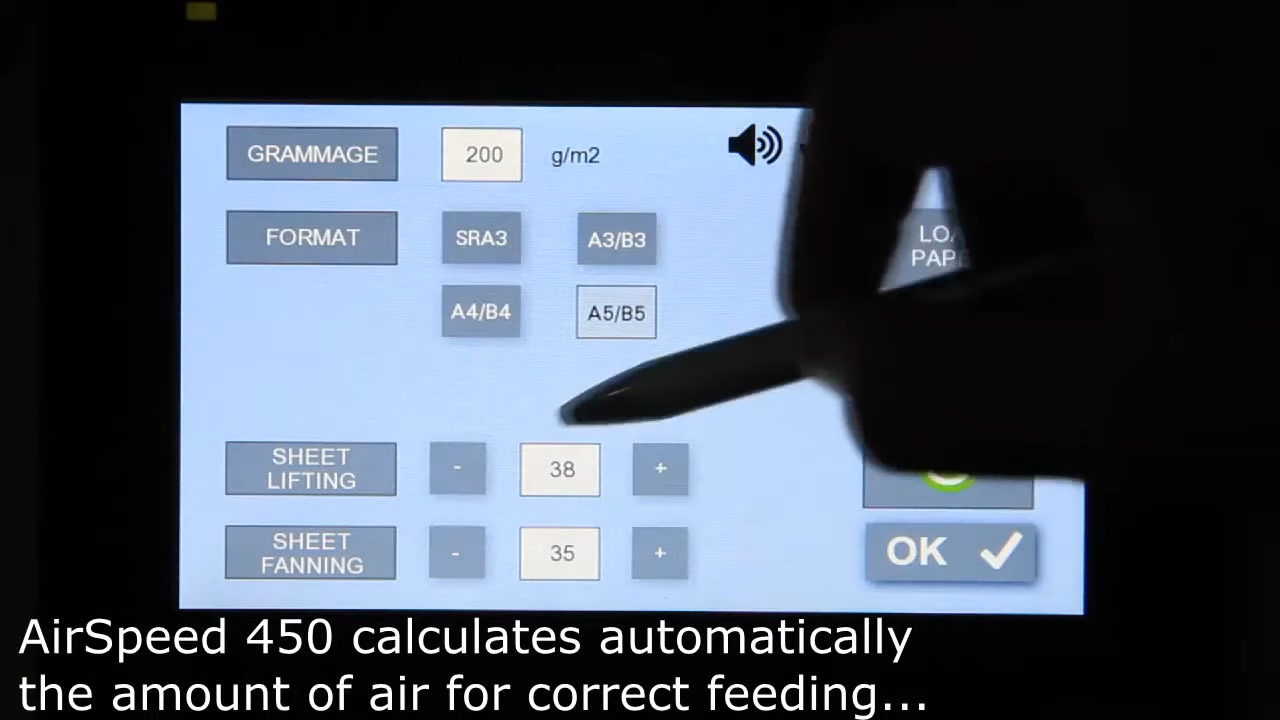 GRAMMAGE 200 g/m2
FORMAT SRA3 A3/B3
A4/B4 A5/B5
SHEET
LIFTING
- 38 +
SHEET
FANNING
- 35 +
OK
AirSpeed 450 calculates automatically
the amount of air for correct feeding...